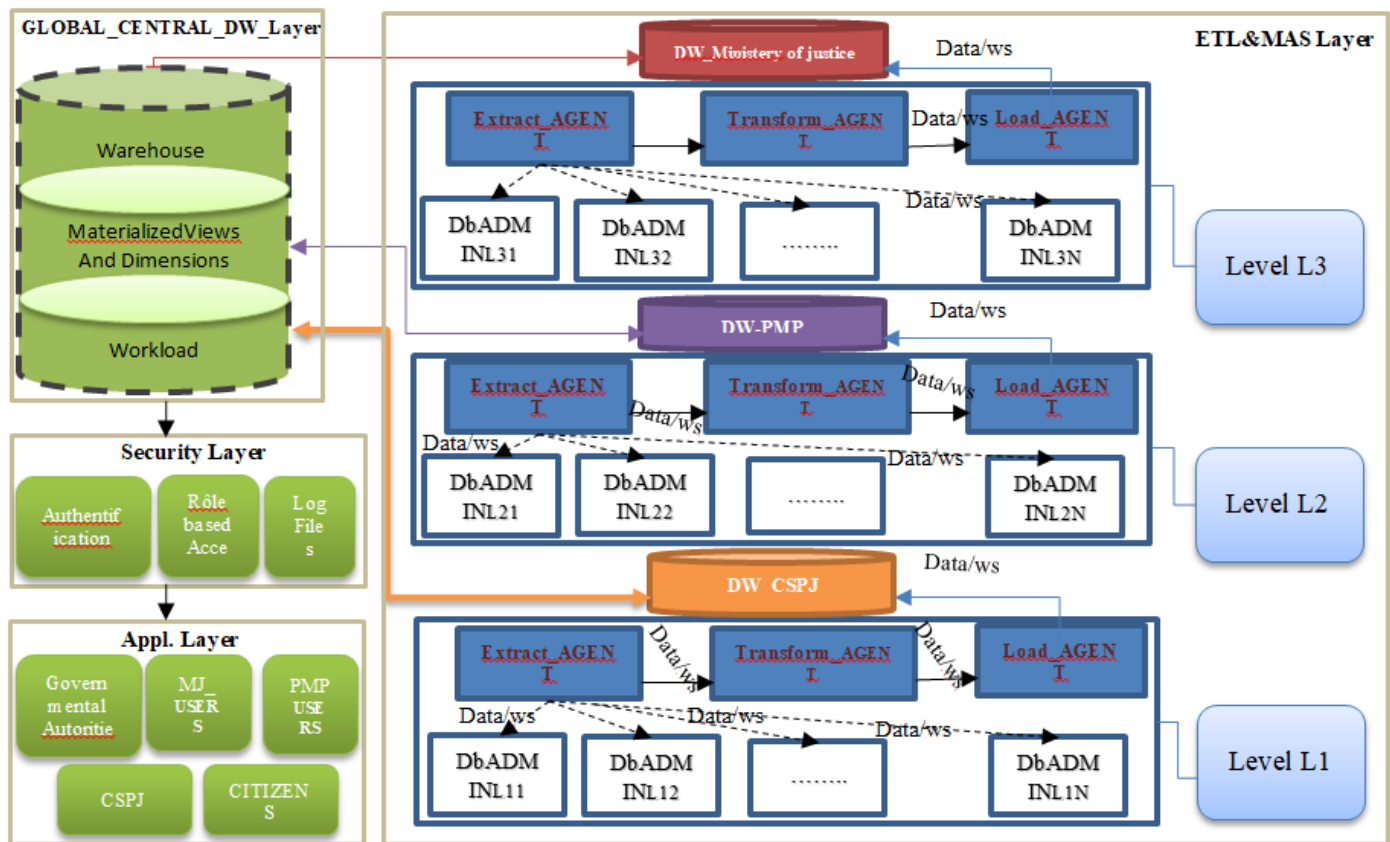 GLOBAL_CENTRAL_DW_Layer
Warehouse
MaterializedViews
And Dimensions
Workload
Security Layer
Authentif
ication
Rôle
based
Acce
Log
File
s
Appl. Layer
Govern
mental
Autoritie
MJ_
USER
S
PMP
USE
RS
CSPJ
CITIZEN
S
ETL&MAS Layer
DW_Ministery of justice
Data/ws
Extract_AGEN
T
Transform_AGEN
T
Data/ws
Load_AGEN
T
Data/ws
DbADM
INL31
DbADM
INL32
........
DbADM
INL3N
Level L3
DW-PMP
Data/ws
Extract_AGEN
T
Data/ws
Transform_AGEN
T
Data/ws
Load_AGEN
T
Data/ws
Data/ws
DbADM
INL21
DbADM
INL22
........
DbADM
INL2N
Level L2
DW_CSPJ
Data/ws
Extract_AGEN
T
Data/ws
Transform_AGEN
T
Data/ws
Load_AGEN
T
Data/ws
Data/ws
Data/ws
DbADM
INL11
DbADM
INL12
........
DbADM
INL1N
Level L1